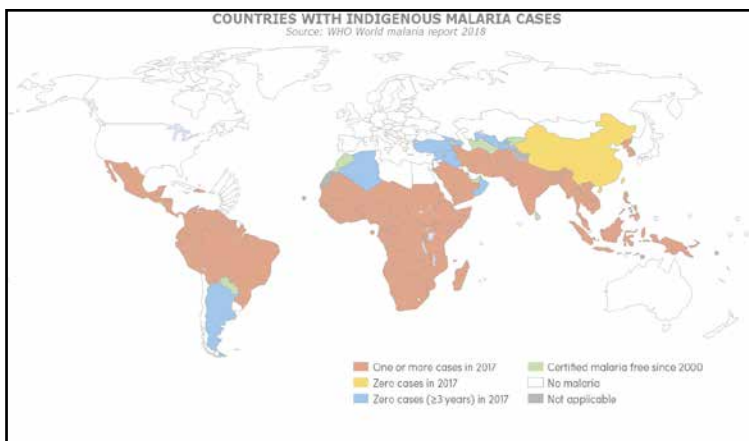 COUNTRIES WITH INDIGENOUS MALARIA CASES
Source: WHO World malaria report 2018
One or more cases in 2017
Zero cases in 2017
Zero cases (≥3 years) in 2017
Certified malaria free since 2000
No malaria
Not applicable